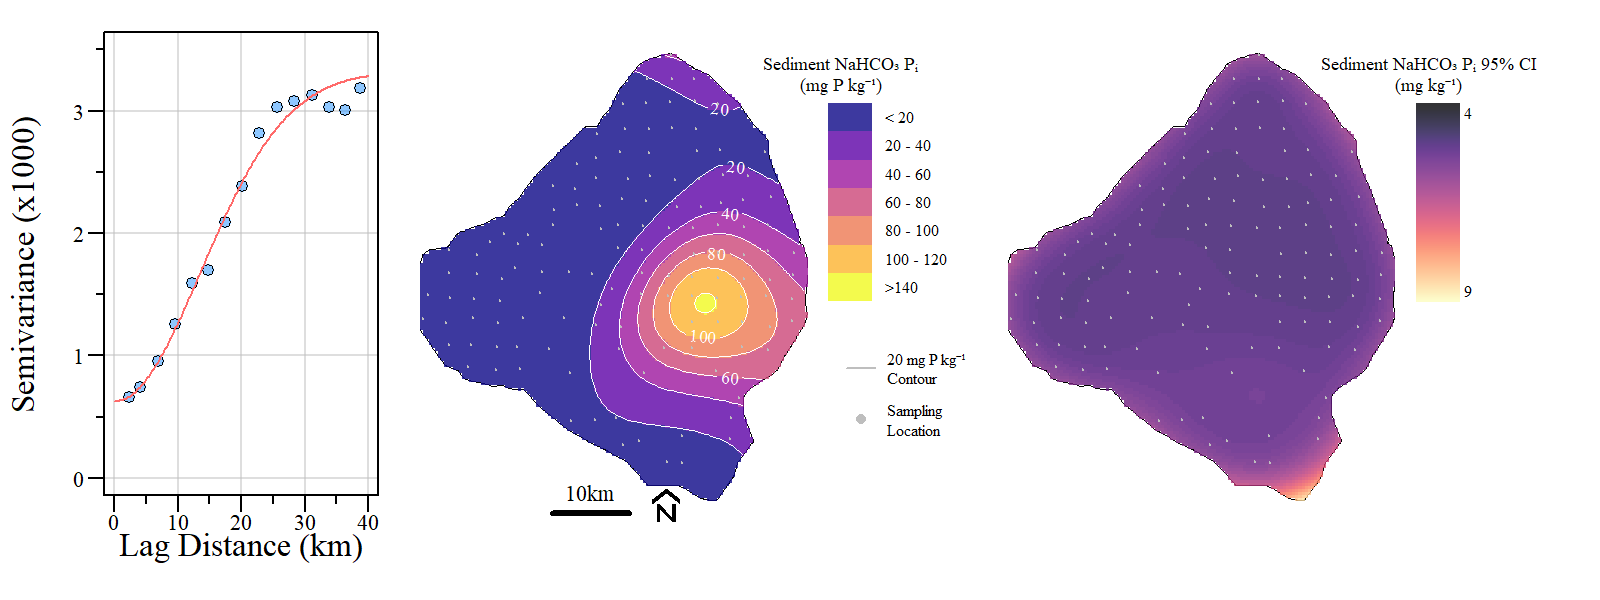 Semivariance (x1000)
3
2
1
0
0 10 20 30 40
Lag Distance (km)
Sediment NaHCO₃ Pᵢ
(mg P kg⁻¹)
< 20
20 - 40
40 - 60
60 - 80
80 - 100
100 - 120
>140
20
20
40
80
100
60
20 mg P kg⁻¹
Contour
Sampling
Location
10km
N
Sediment NaHCO₃ Pᵢ 95% CI
(mg kg⁻¹)
4
9